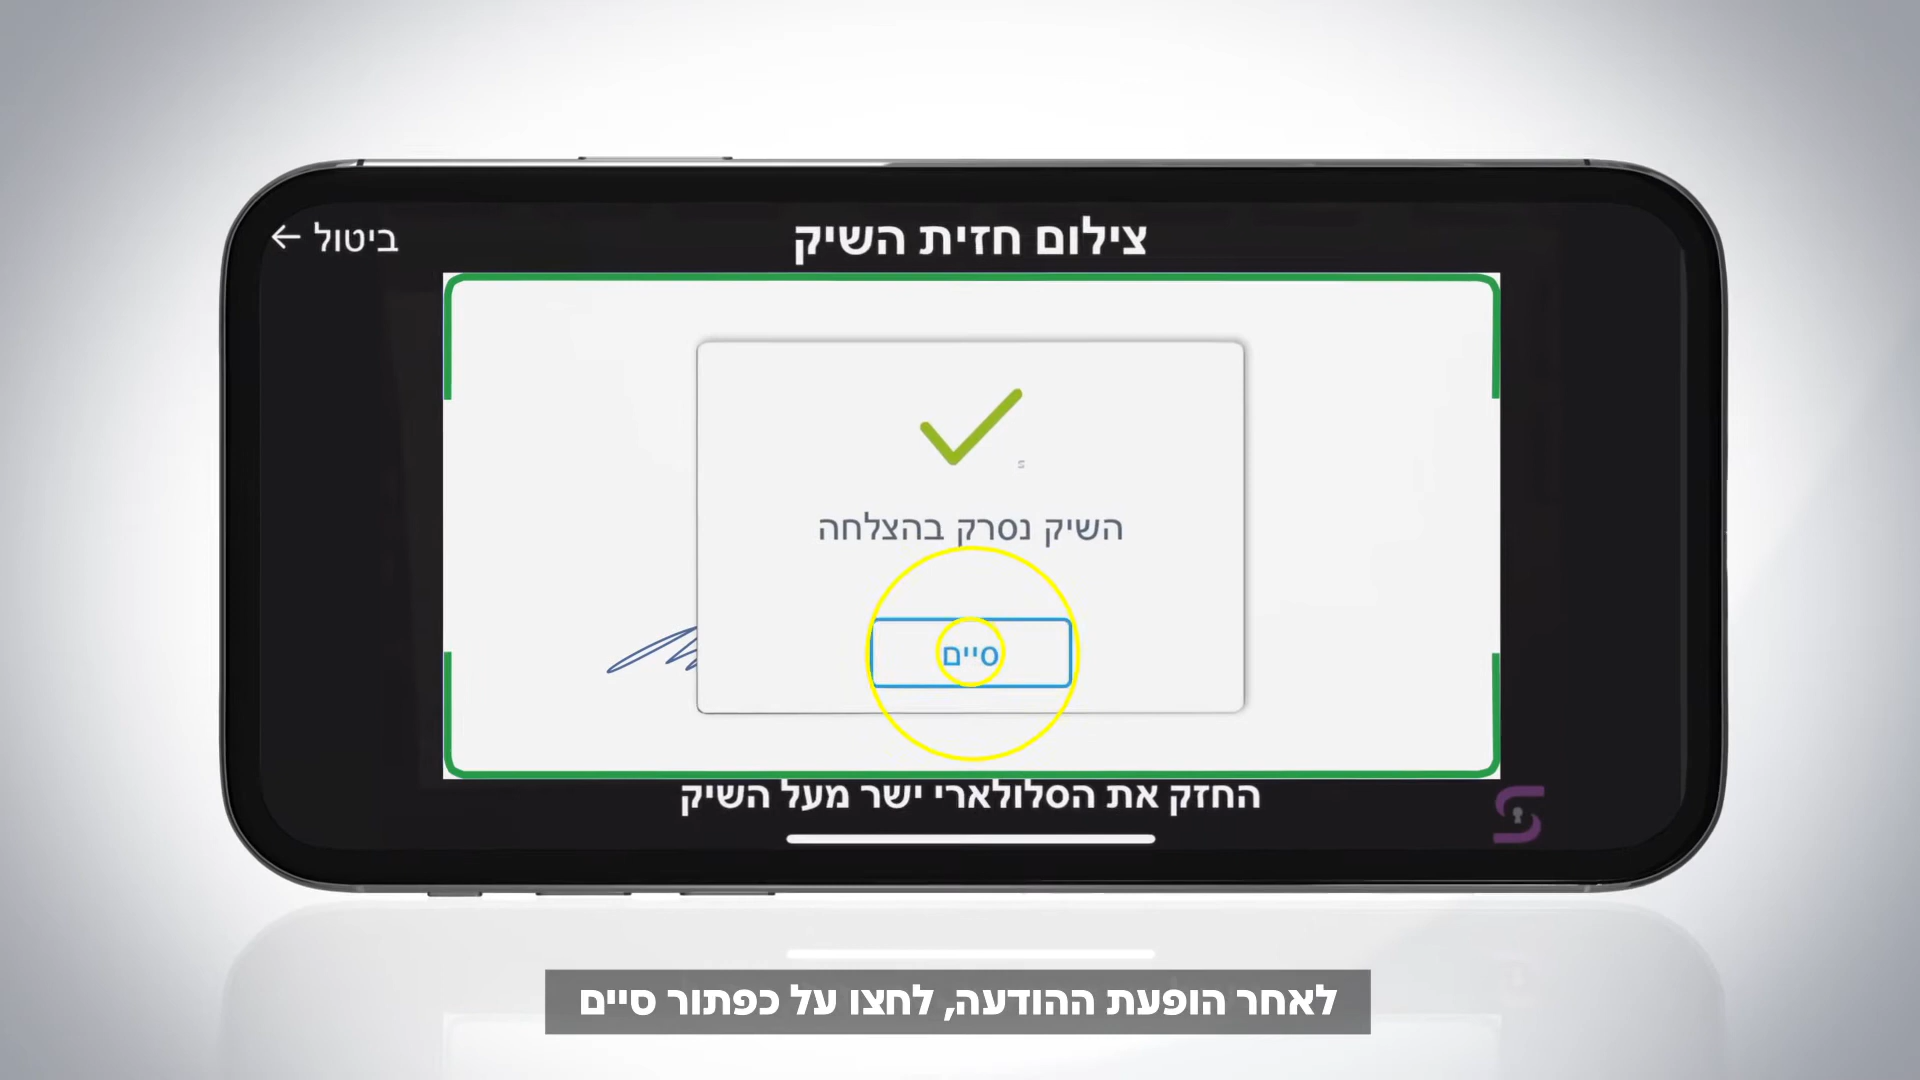 צילום חזית השיק
ביטול ←
השיק נסרק בהצלחה
סיים
החזק את הסלולארי ישר מעל השיק
לאחר הופעת ההודעה, לחצו על כפתור סיים